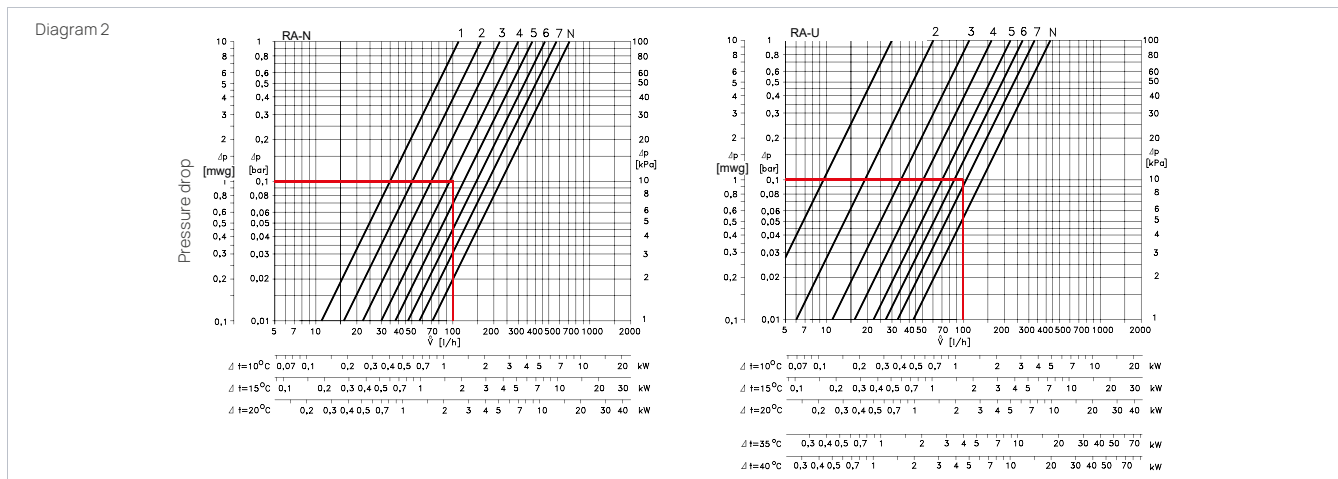 Diagram 2
RA-N
1 2 3 4 5 6 7 N
10 1 100
8 0,8 80
6 0,6 60
5 0,5 50
4 0,4 40
3 0,3 30
2 0,2 20
Δp [mwg] Δp [bar] Δp [kPa]
1 0,1 10
0,8 0,08 8
0,6 0,06 6
0,5 0,05 5
0,4 0,04 4
0,3 0,03 3
0,2 0,02 2
0,1 0,01 1
Pressure drop
5 7 10 20 30 40 50 70 100 200 300 400 500 700 1000 2000
V [l/h]
Δ t=10°C 0,07 0,1 0,2 0,3 0,4 0,5 0,7 1 2 3 4 5 7 10 20 kW
Δ t=15°C 0,1 0,2 0,3 0,4 0,5 0,7 1 2 3 4 5 7 10 20 30 kW
Δ t=20°C 0,2 0,3 0,4 0,5 0,7 1 2 3 4 5 7 10 20 30 40 kW
RA-U
2 3 4 5 6 7 N
10 1 100
8 0,8 80
6 0,6 60
5 0,5 50
4 0,4 40
3 0,3 30
2 0,2 20
Δp [mwg] Δp [bar] Δp [kPa]
1 0,1 10
0,8 0,08 8
0,6 0,06 6
0,5 0,05 5
0,4 0,04 4
0,3 0,03 3
0,2 0,02 2
0,1 0,01 1
5 7 10 20 30 40 50 70 100 200 300 400 500 700 1000 2000
V [l/h]
Δ t=10°C 0,07 0,1 0,2 0,3 0,4 0,5 0,7 1 2 3 4 5 7 10 20 kW
Δ t=15°C 0,1 0,2 0,3 0,4 0,5 0,7 1 2 3 4 5 7 10 20 30 kW
Δ t=20°C 0,2 0,3 0,4 0,5 0,7 1 2 3 4 5 7 10 20 30 40 kW
Δ t=35°C 0,3 0,4 0,5 0,7 1 2 3 4 5 7 10 20 30 40 50 70 kW
Δ t=40°C 0,3 0,4 0,5 0,7 1 2 3 4 5 7 10 20 30 40 50 70 kW